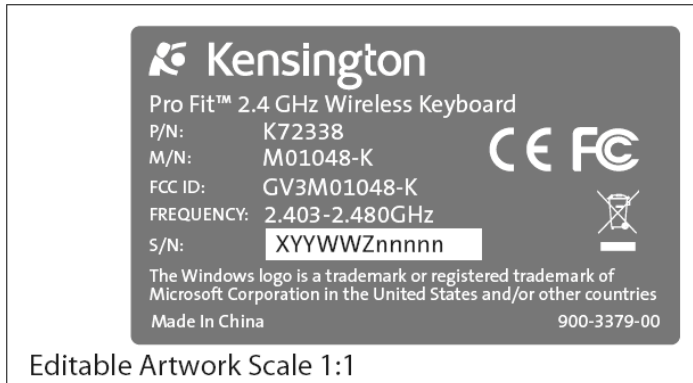 Kensington
Pro Fit™ 2.4 GHz Wireless Keyboard
P/N: K72338
M/N: M01048-K
CE FC
FCC ID: GV3M01048-K
FREQUENCY: 2.403-2.480GHz
S/N: XYYWWZnnnnn
The Windows logo is a trademark or registered trademark of
Microsoft Corporation in the United States and/or other countries
Made In China 900-3379-00
Editable Artwork Scale 1:1